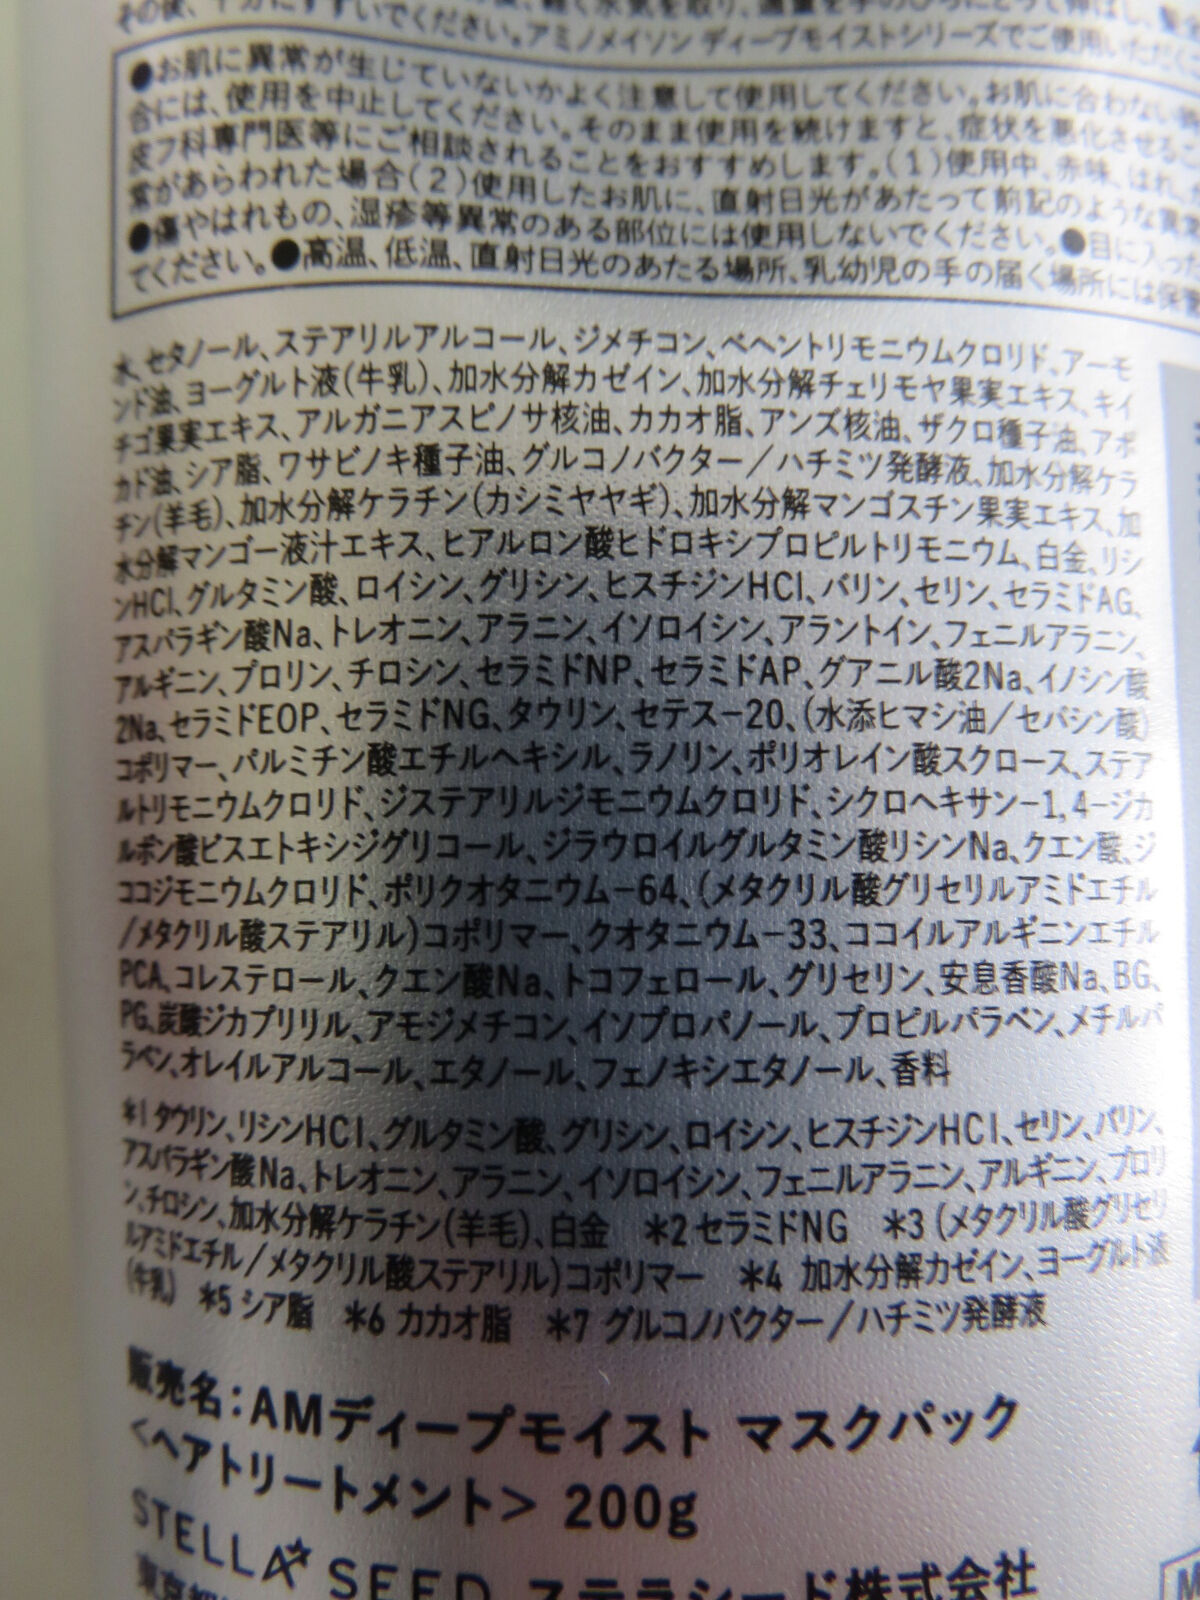 その後、十分にすすいでください。アミノメイソン ディープモイストシリーズでご使用いただくこ
●お肌に異常が生じていないかよく注意して使用してください。お肌に合わない
合には、使用を中止してください。そのまま使用を続けますと、症状を悪化させるこ
皮フ科専門医等にご相談されることをおすすめします。(1)使用中、赤味、はれ、
常があらわれた場合(2)使用したお肌に、直射日光があたって前記のような異常
●傷やはれもの、湿疹等異常のある部位には使用しないでください。●目に入った
でください。●高温、低温、直射日光のあたる場所、乳幼児の手の届く場所には保管
水、セタノール、ステアリルアルコール、ジメチコン、ベヘントリモニウムクロリド、アーモ
ンド油、ヨーグルト液(牛乳)、加水分解カゼイン、加水分解チェリモヤ果実エキス、キイ
チゴ果実エキス、アルガニアスピノサ核油、カカオ脂、アンズ核油、ザクロ種子油、アボ
カド油、シア脂、ワサビノキ種子油、グルコノバクター/ハチミツ発酵液、加水分解ケラ
チン(羊毛)、加水分解ケラチン(カシミヤヤギ)、加水分解マンゴスチン果実エキス、加
水分解マンゴー液汁エキス、ヒアルロン酸ヒドロキシプロピルトリモニウム、白金、リシ
ンHCl、グルタミン酸、ロイシン、グリシン、ヒスチジンHCl、バリン、セリン、セラミドAG、
アスパラギン酸Na、トレオニン、アラニン、イソロイシン、アラントイン、フェニルアラニン、
アルギニン、プロリン、チロシン、セラミドNP、セラミドAP、グアニル酸2Na、イノシン酸
2Na、セラミドEOP、セラミドNG、タウリン、セテス-20、(水添ヒマシ油/セバシン酸)
コポリマー、パルミチン酸エチルヘキシル、ラノリン、ポリオレイン酸スクロース、ステア
ルトリモニウムクロリド、ジステアリルジモニウムクロリド、シクロヘキサン-1,4-ジカ
ルボン酸ビスエトキシジグリコール、ジラウロイルグルタミン酸リシンNa、クエン酸、ジ
ココジモニウムクロリド、ポリクオタニウム-64、(メタクリル酸グリセリルアミドエチル
/メタクリル酸ステアリル)コポリマー、クオタニウム-33、ココイルアルギニンエチル
PCA、コレステロール、クエン酸Na、トコフェロール、グリセリン、安息香酸Na、BG、
PG、炭酸ジカプリリル、アモジメチコン、イソプロパノール、プロピルパラベン、メチルパ
ラベン、オレイルアルコール、エタノール、フェノキシエタノール、香料
*1 タウリン、リシンHCl、グルタミン酸、グリシン、ロイシン、ヒスチジンHCl、セリン、バリン、
アスパラギン酸Na、トレオニン、アラニン、イソロイシン、フェニルアラニン、アルギニン、プロリ
ン、チロシン、加水分解ケラチン(羊毛)、白金 *2 セラミドNG *3 (メタクリル酸グリセリ
ルアミドエチル/メタクリル酸ステアリル)コポリマー *4 加水分解カゼイン、ヨーグルト液
(牛乳) *5 シア脂 *6 カカオ脂 *7 グルコノバクター/ハチミツ発酵液
販売名:AMディープモイスト マスクパック
<ヘアトリートメント> 200g
STELLA SEED ステラシード株式会社